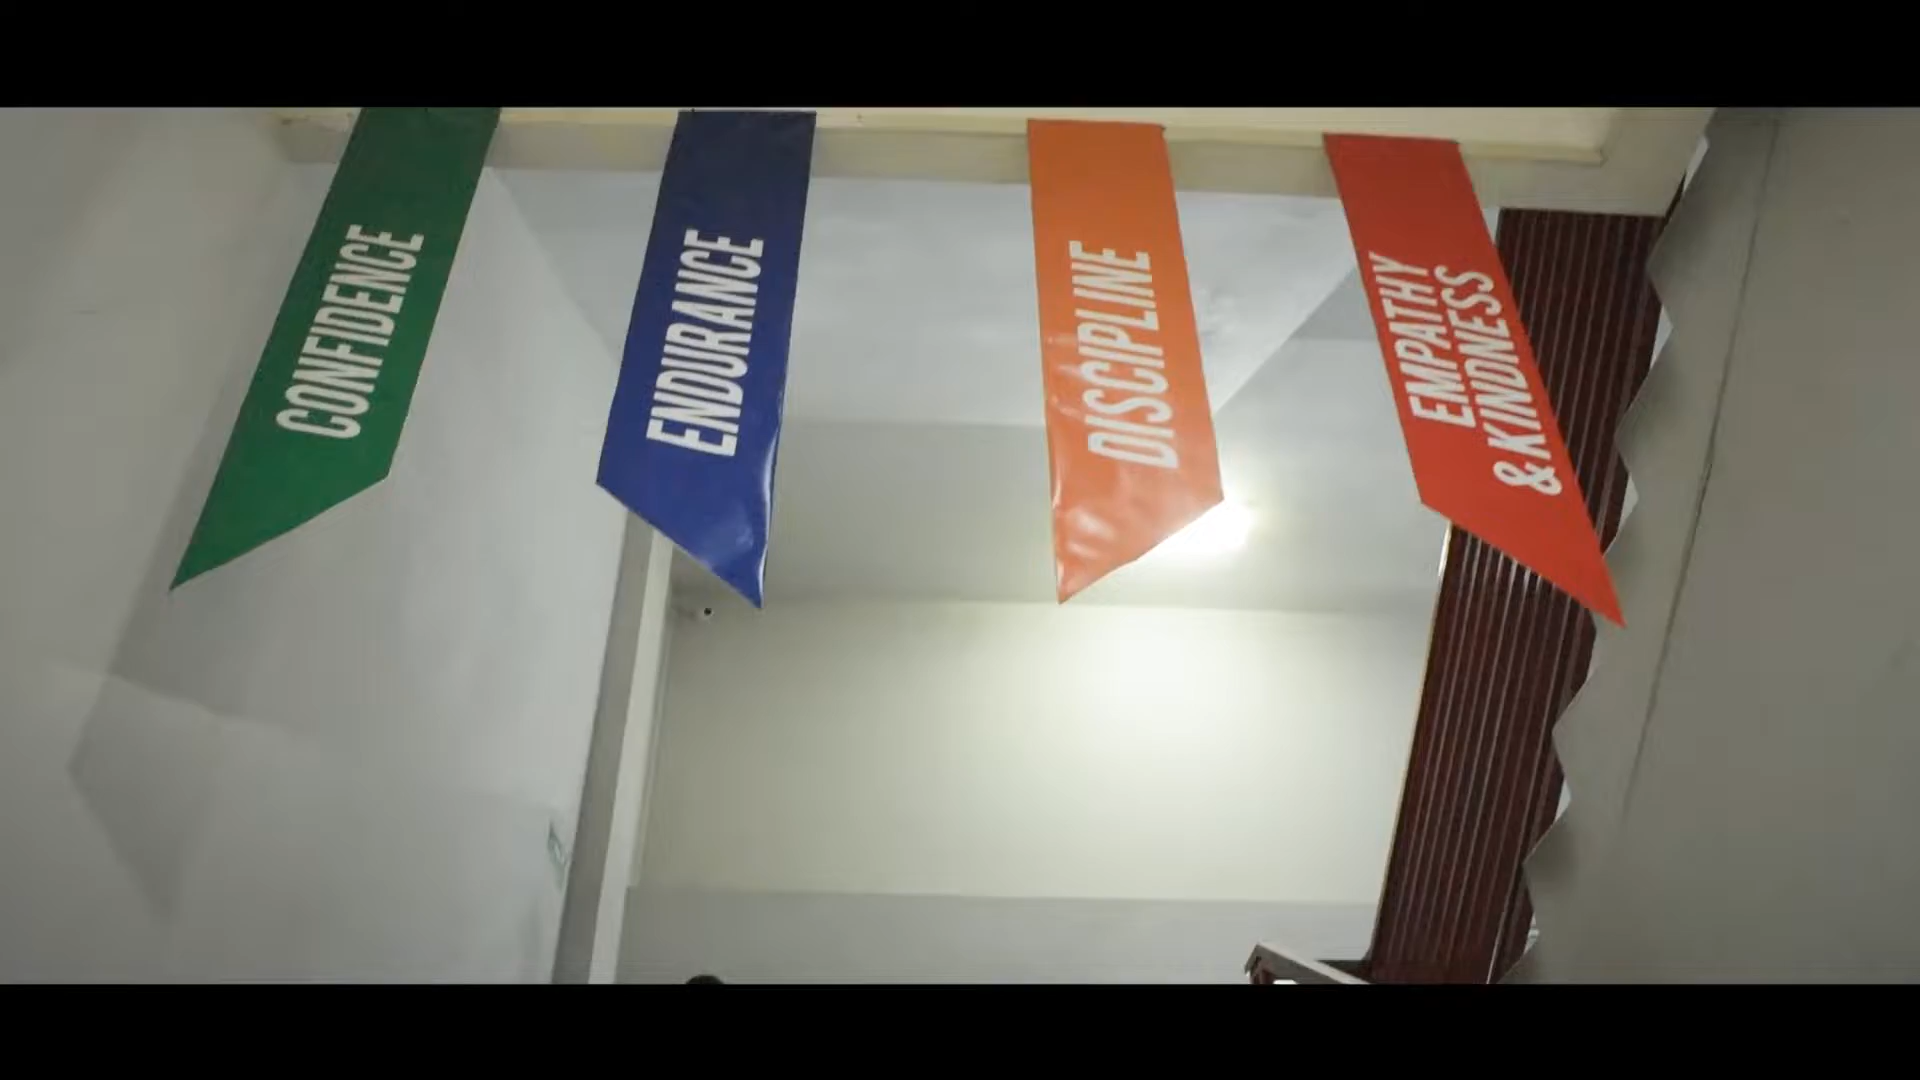 CONFIDENCE
ENDURANCE
DISCIPLINE
EMPATHY
& KINDNESS